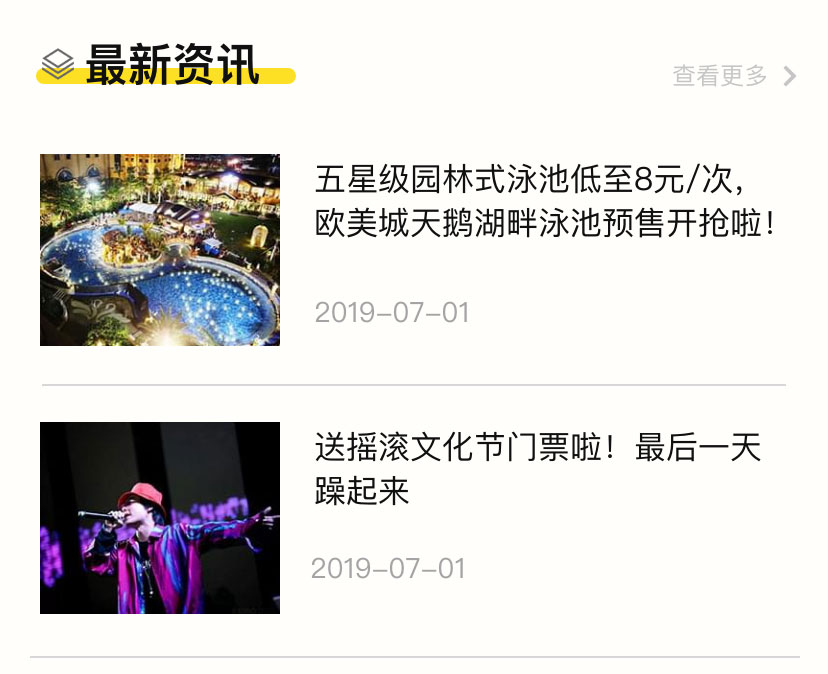 最新资讯
查看更多
五星级园林式泳池低至8元/次，
欧美城天鹅湖畔泳池预售开抢啦！
2019-07-01
送摇滚文化节门票啦！最后一天
躁起来
2019-07-01